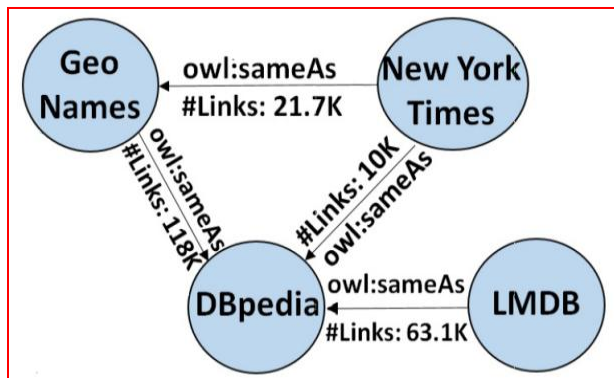 Geo
Names
owl:sameAs
#Links: 21.7K
New York
Times
owl:sameAs
#Links: 118K
#Links: 10K
owl:sameAs
DBpedia
owl:sameAs
#Links: 63.1K
LMDB